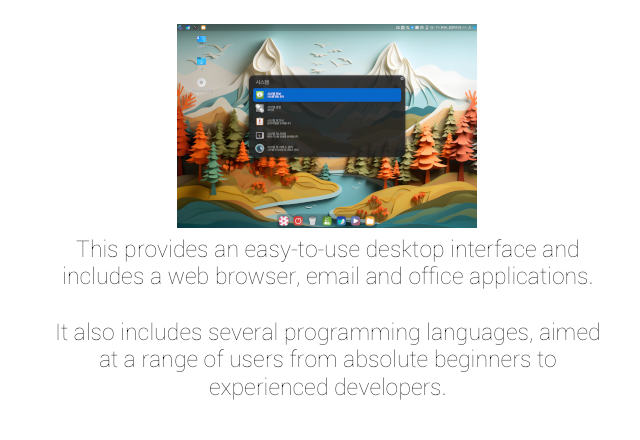 시스템
This provides an easy-to-use desktop interface and
includes a web browser, email and office applications.
It also includes several programming languages, aimed
at a range of users from absolute beginners to
experienced developers.